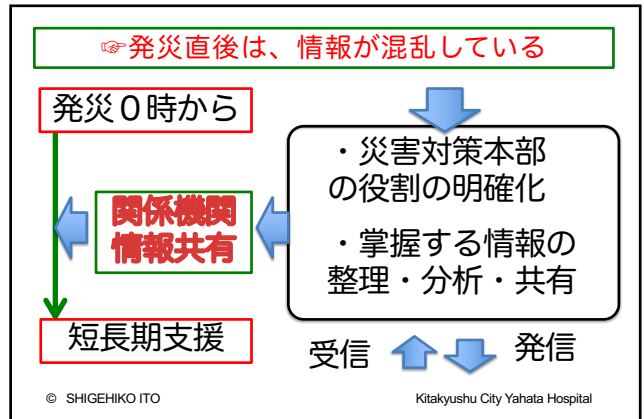 ☞発災直後は、情報が混乱している
発災０時から
・災害対策本部
の役割の明確化
・掌握する情報の
整理・分析・共有
関係機関
情報共有
短長期支援
受信
発信
© SHIGEHIKO ITO
Kitakyushu City Yahata Hospital